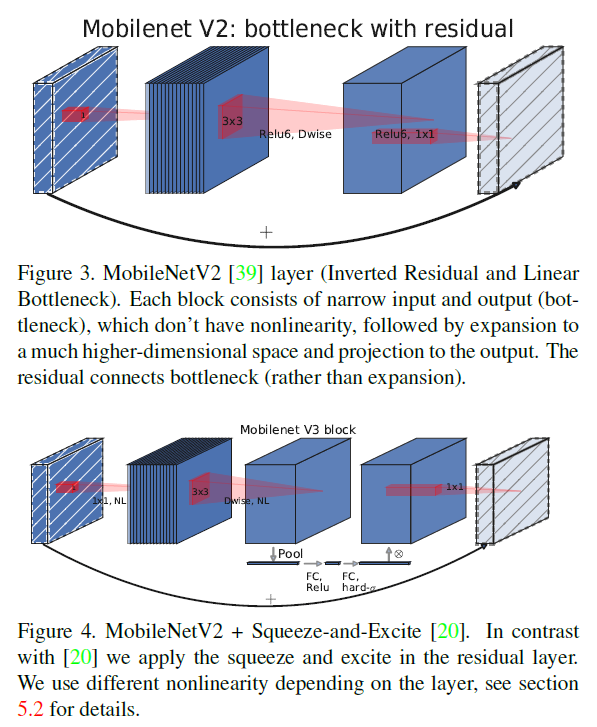 Mobilenet V2: bottleneck with residual
3x3
Relu6, Dwise
Relu6, 1x1
+
Figure 3. MobileNetV2 [39] layer (Inverted Residual and Linear
Bottleneck). Each block consists of narrow input and output (bot-
tleneck), which don't have nonlinearity, followed by expansion to
a much higher-dimensional space and projection to the output. The
residual connects bottleneck (rather than expansion).
Mobilenet V3 block
1x1, NL
3x3
Dwise, NL
1x1
Pool
⊗
FC,
Relu
FC,
hard-σ
+
Figure 4. MobileNetV2 + Squeeze-and-Excite [20]. In contrast
with [20] we apply the squeeze and excite in the residual layer.
We use different nonlinearity depending on the layer, see section
5.2 for details.